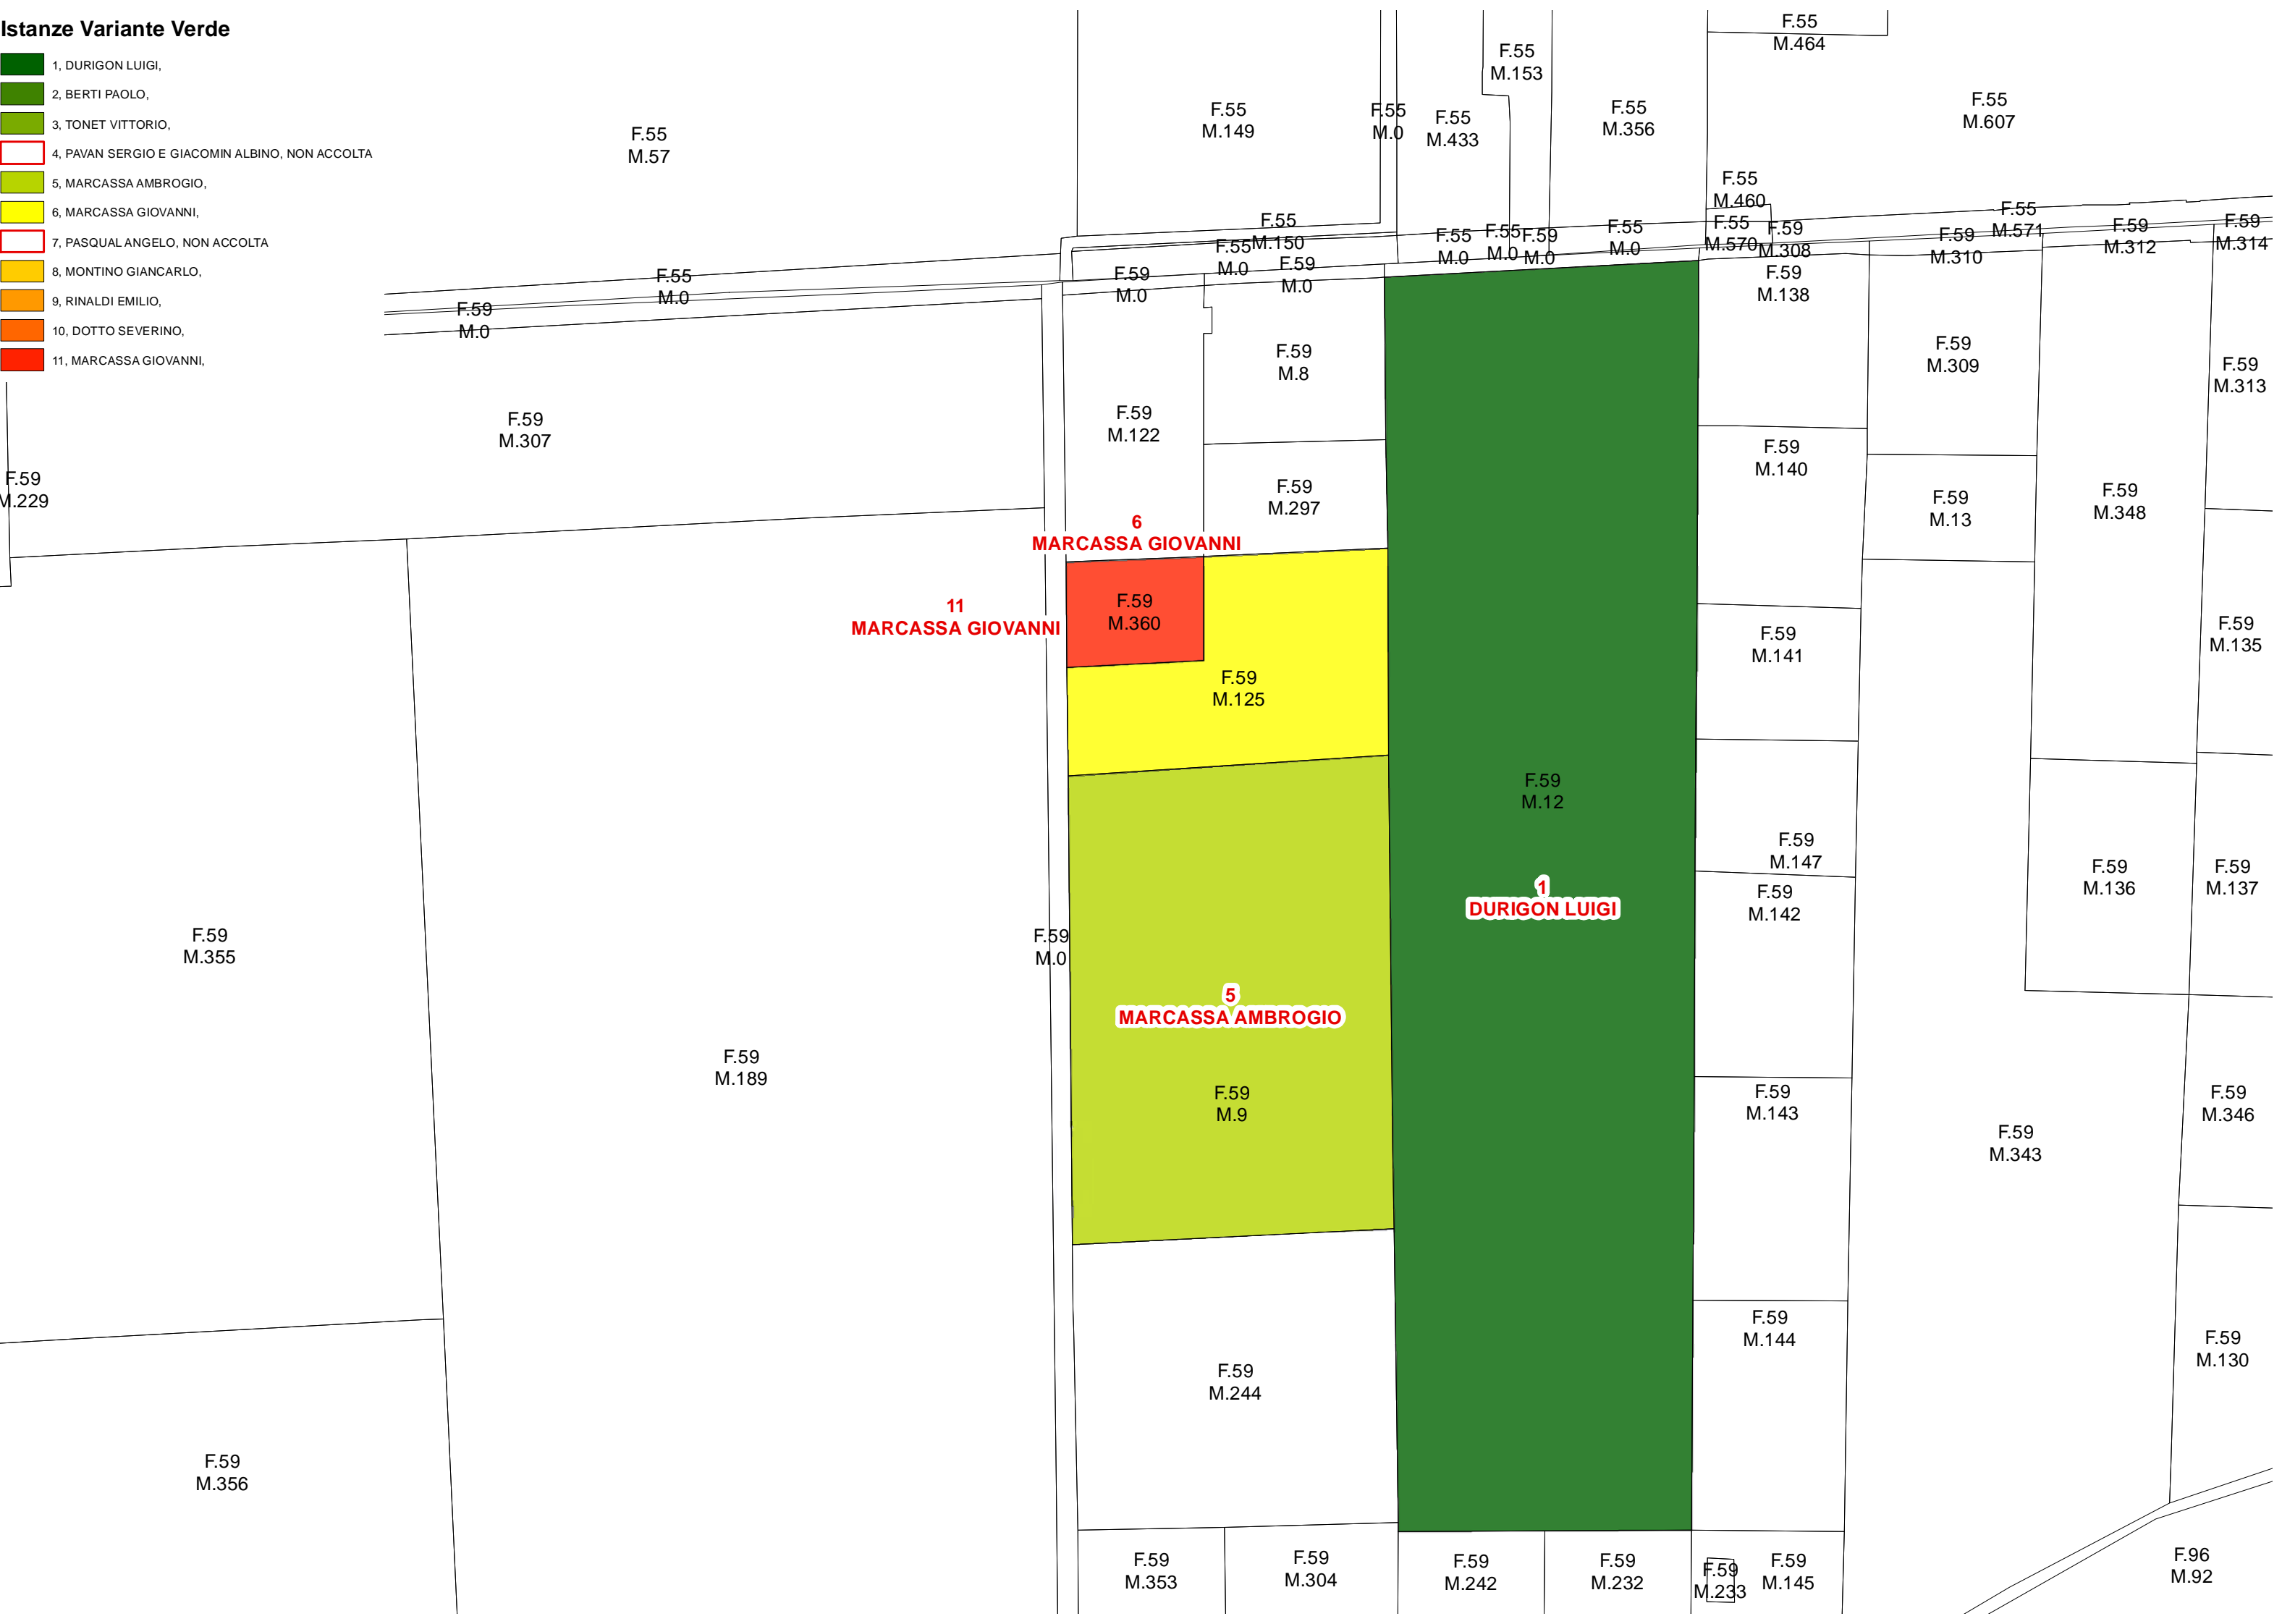 Istanze Variante Verde
1, DURIGON LUIGI,
2, BERTI PAOLO,
3, TONET VITTORIO,
4, PAVAN SERGIO E GIACOMIN ALBINO, NON ACCOLTA
5, MARCASSA AMBROGIO,
6, MARCASSA GIOVANNI,
7, PASQUAL ANGELO, NON ACCOLTA
8, MONTINO GIANCARLO,
9, RINALDI EMILIO,
10, DOTTO SEVERINO,
11, MARCASSA GIOVANNI,
F.55
M.464
F.55
M.153
F.55
M.57
F.55
M.149
F.55
M.0
F.55
M.433
F.55
M.356
F.55
M.607
F.55
M.460
F.55
M.150
F.55
M.0
F.55
M.0
F.55
M.0
F.59
M.0
F.55
M.0
F.55
M.570
F.59
M.308
F.59
M.310
F.55
M.571
F.59
M.312
F.59
M.314
F.55
M.0
F.59
M.0
F.59
M.0
F.59
M.0
F.59
M.138
F.59
M.8
F.59
M.309
F.59
M.313
F.59
M.307
F.59
M.122
F.59
M.140
F.59
M.229
F.59
M.297
F.59
M.13
F.59
M.348
6
MARCASSA GIOVANNI
11
MARCASSA GIOVANNI
F.59
M.360
F.59
M.141
F.59
M.135
F.59
M.125
F.59
M.12
F.59
M.147
F.59
M.142
F.59
M.136
F.59
M.137
1
DURIGON LUIGI
F.59
M.355
F.59
M.0
5
MARCASSA AMBROGIO
F.59
M.189
F.59
M.9
F.59
M.143
F.59
M.346
F.59
M.343
F.59
M.144
F.59
M.130
F.59
M.244
F.59
M.356
F.59
M.353
F.59
M.304
F.59
M.242
F.59
M.232
F.59
M.233
F.59
M.145
F.96
M.92